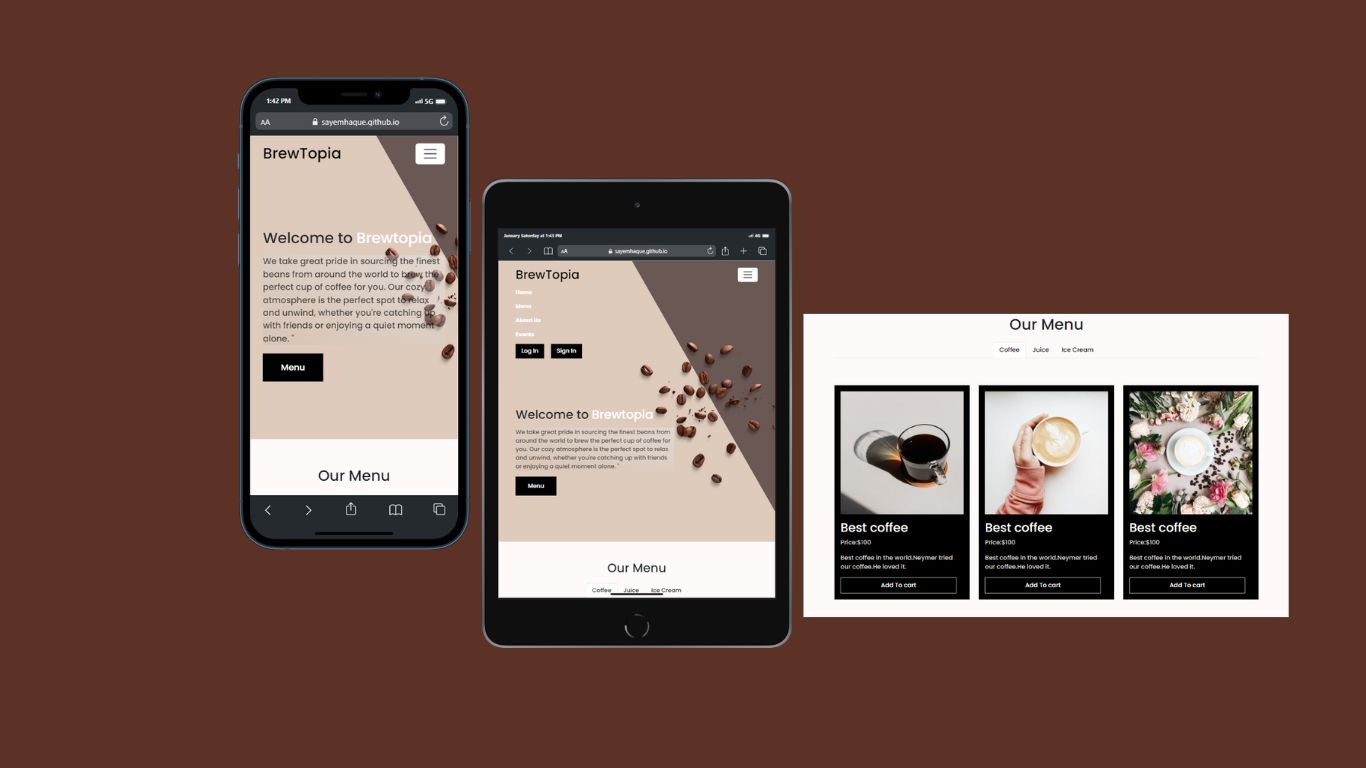 1:42 PM
5G
AA
sayemhaque.github.io
BrewTopia
Welcome to Brewtopia
We take great pride in sourcing the finest
beans from around the world to brew the
perfect cup of coffee for you. Our cozy
atmosphere is the perfect spot to relax
and unwind, whether you're catching up
with friends or enjoying a quiet moment
alone. "
Menu
Our Menu
January Saturday at 1:43 PM
4G
AA
sayemhaque.github.io
BrewTopia
Home
Menu
About Us
Events
Log In
Sign In
Welcome to Brewtopia
We take great pride in sourcing the finest beans from
around the world to brew the perfect cup of coffee for
you. Our cozy atmosphere is the perfect spot to relax
and unwind, whether you're catching up with friends
or enjoying a quiet moment alone. "
Menu
Our Menu
Coffee Juice Ice Cream
Our Menu
Coffee Juice Ice Cream
Best coffee
Price:$100
Best coffee in the world.Neymer tried
our coffee.He loved it.
Add To cart
Best coffee
Price:$100
Best coffee in the world.Neymer tried
our coffee.He loved it.
Add To cart
Best coffee
Price:$100
Best coffee in the world.Neymer tried
our coffee.He loved it.
Add To cart